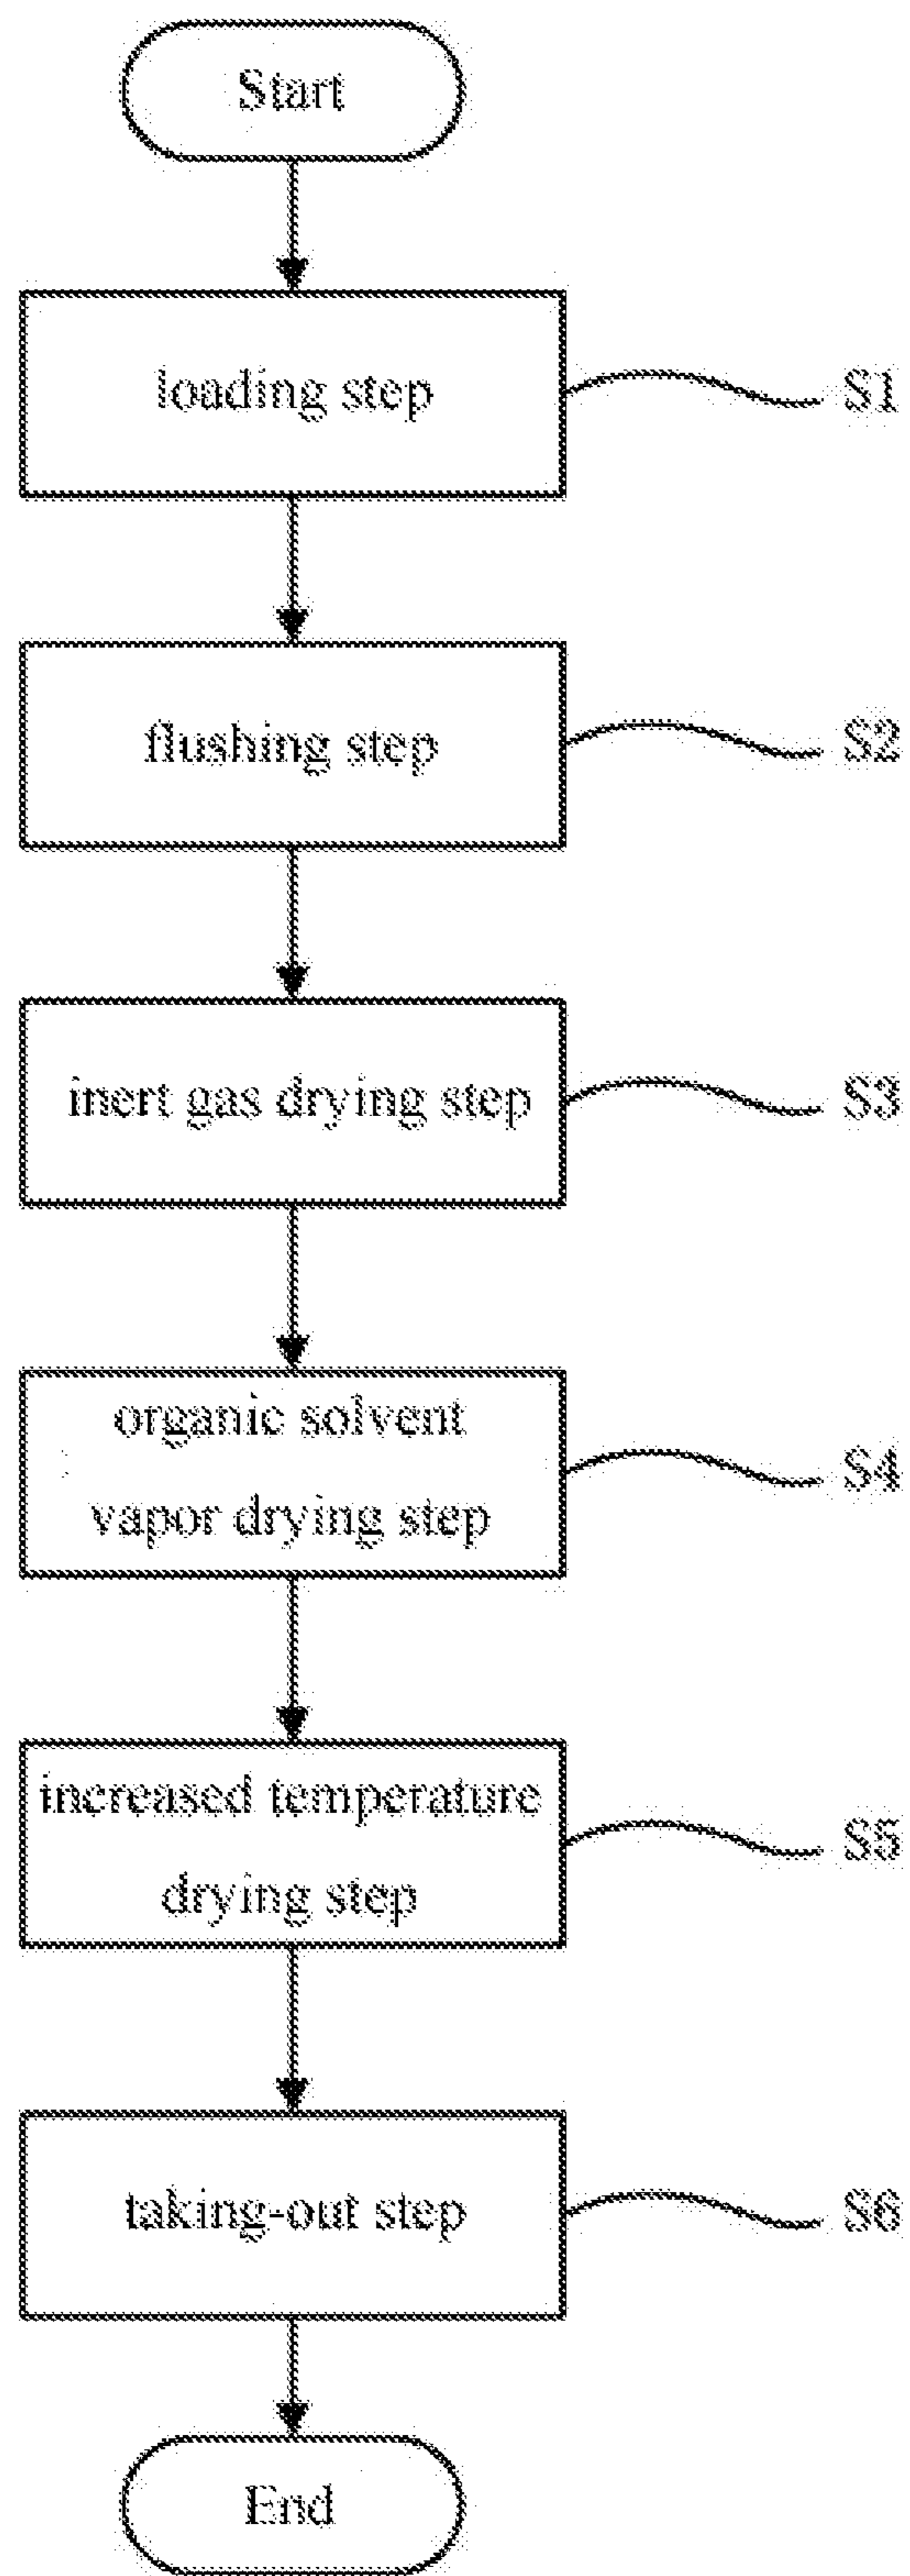 Start
loading step
S1
flushing step
S2
inert gas drying step
S3
organic solvent
vapor drying step
S4
increased temperature
drying step
S5
taking-out step
S6
End